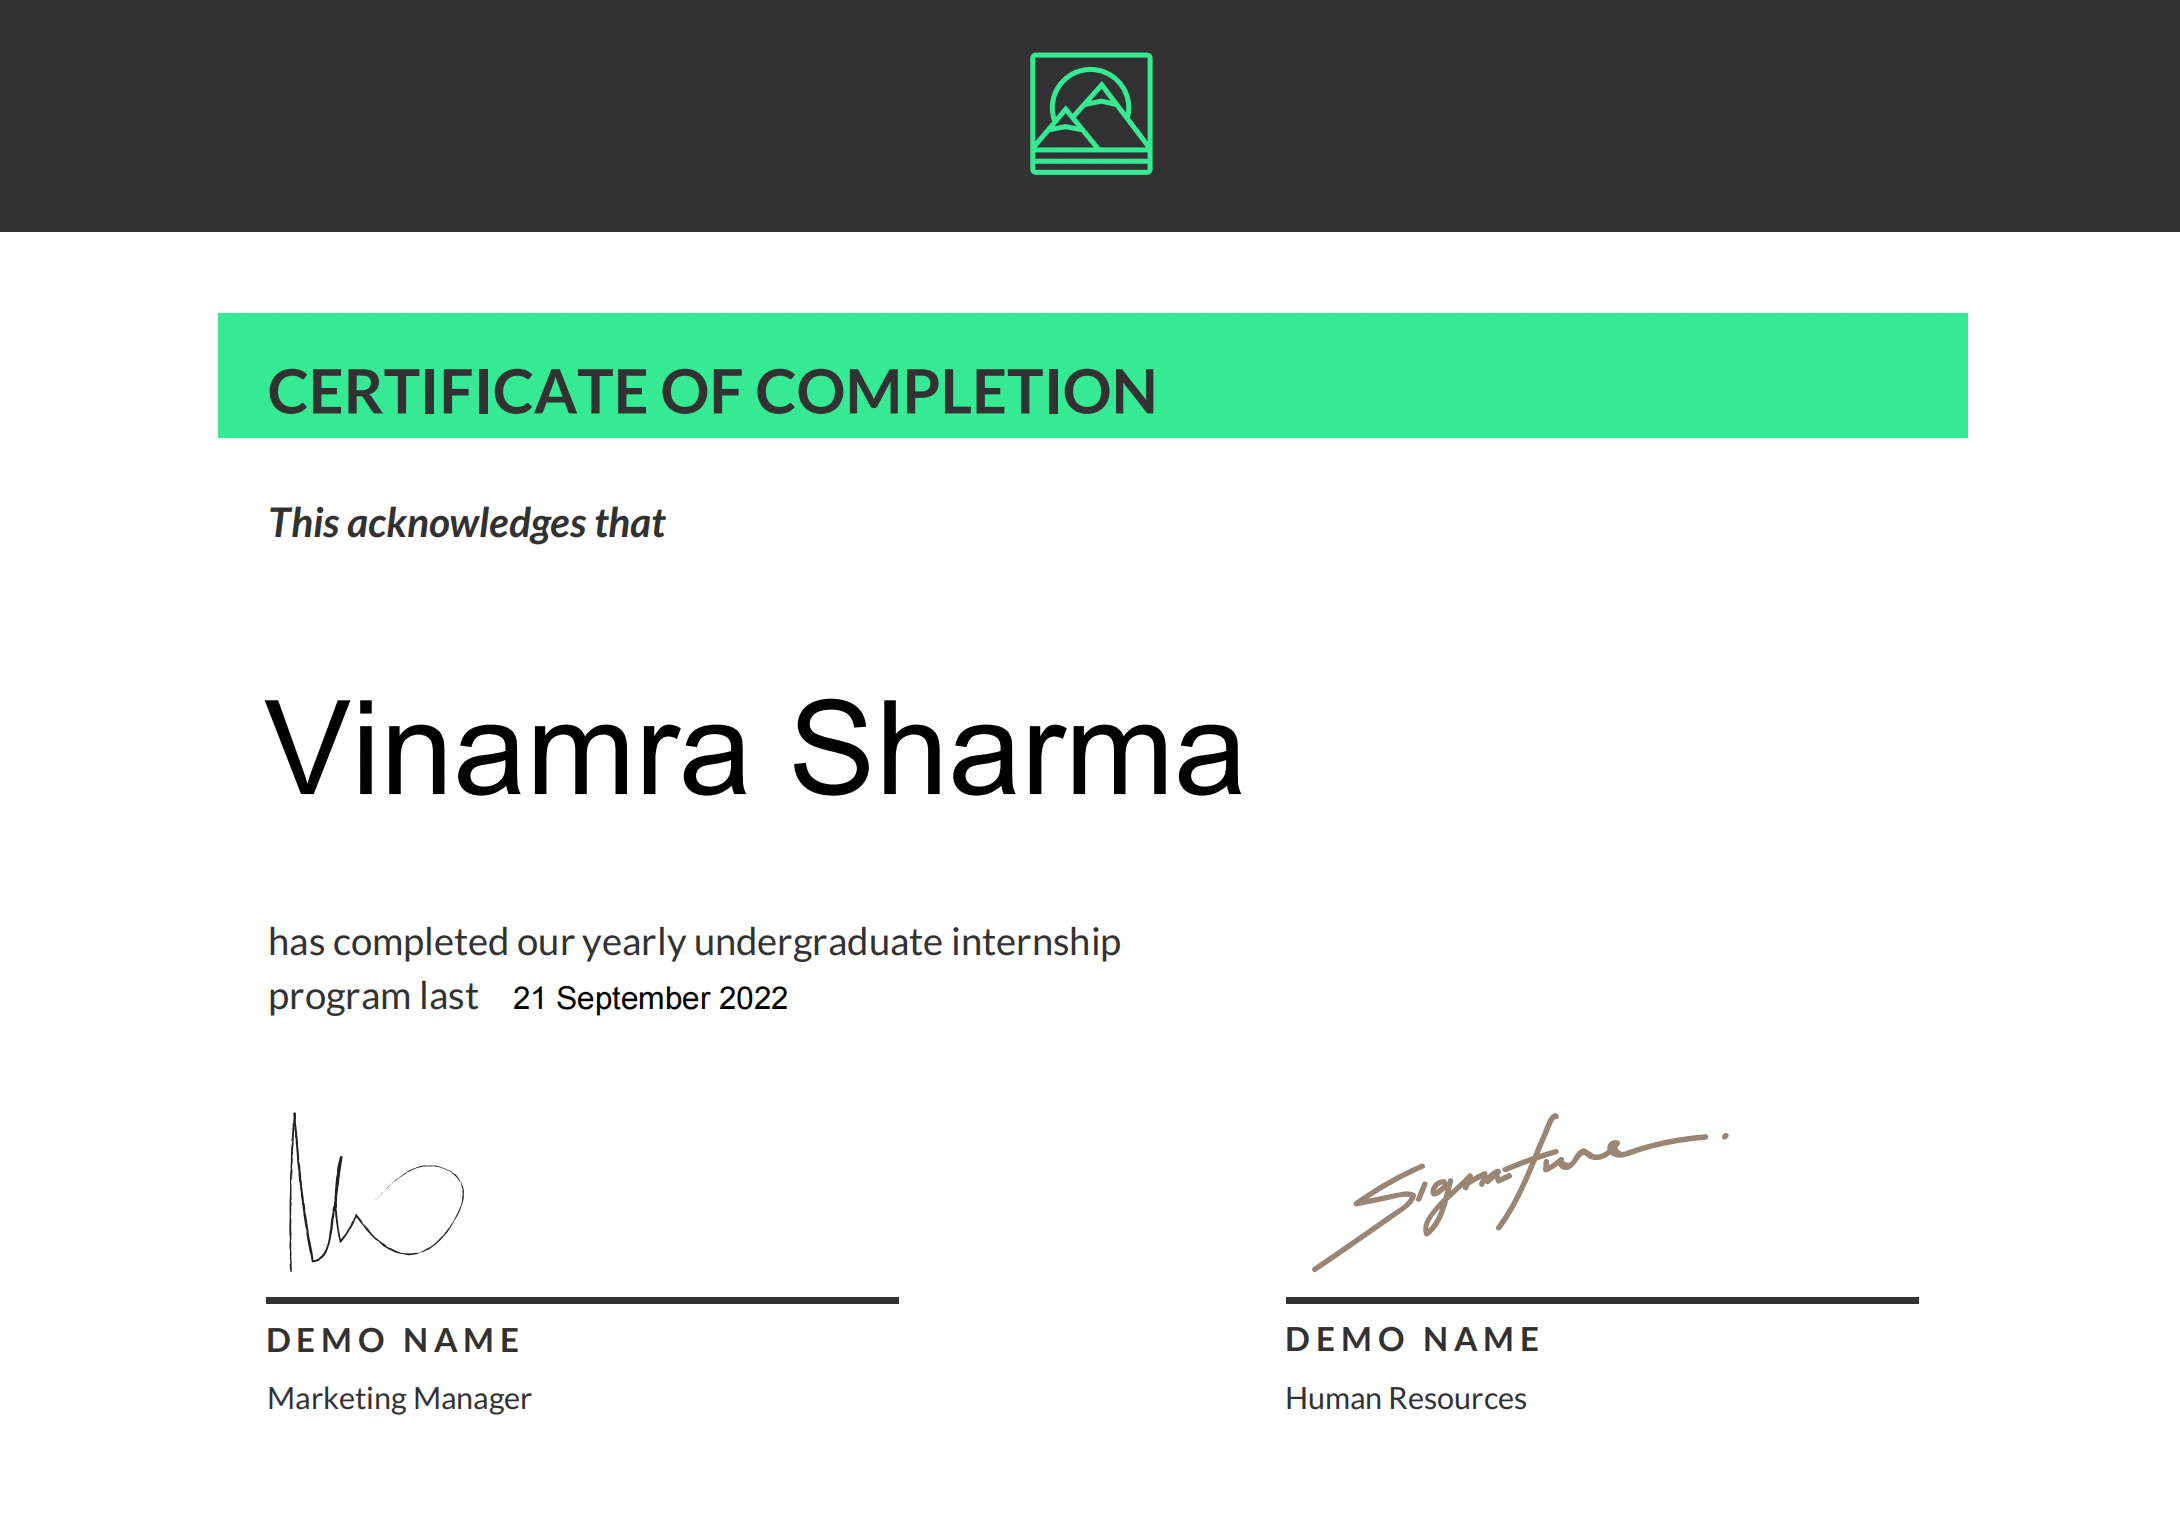 CERTIFICATE OF COMPLETION
This acknowledges that
Vinamra Sharma
has completed our yearly undergraduate internship
program last 21 September 2022
Signature
DEMO NAME
Marketing Manager
DEMO NAME
Human Resources